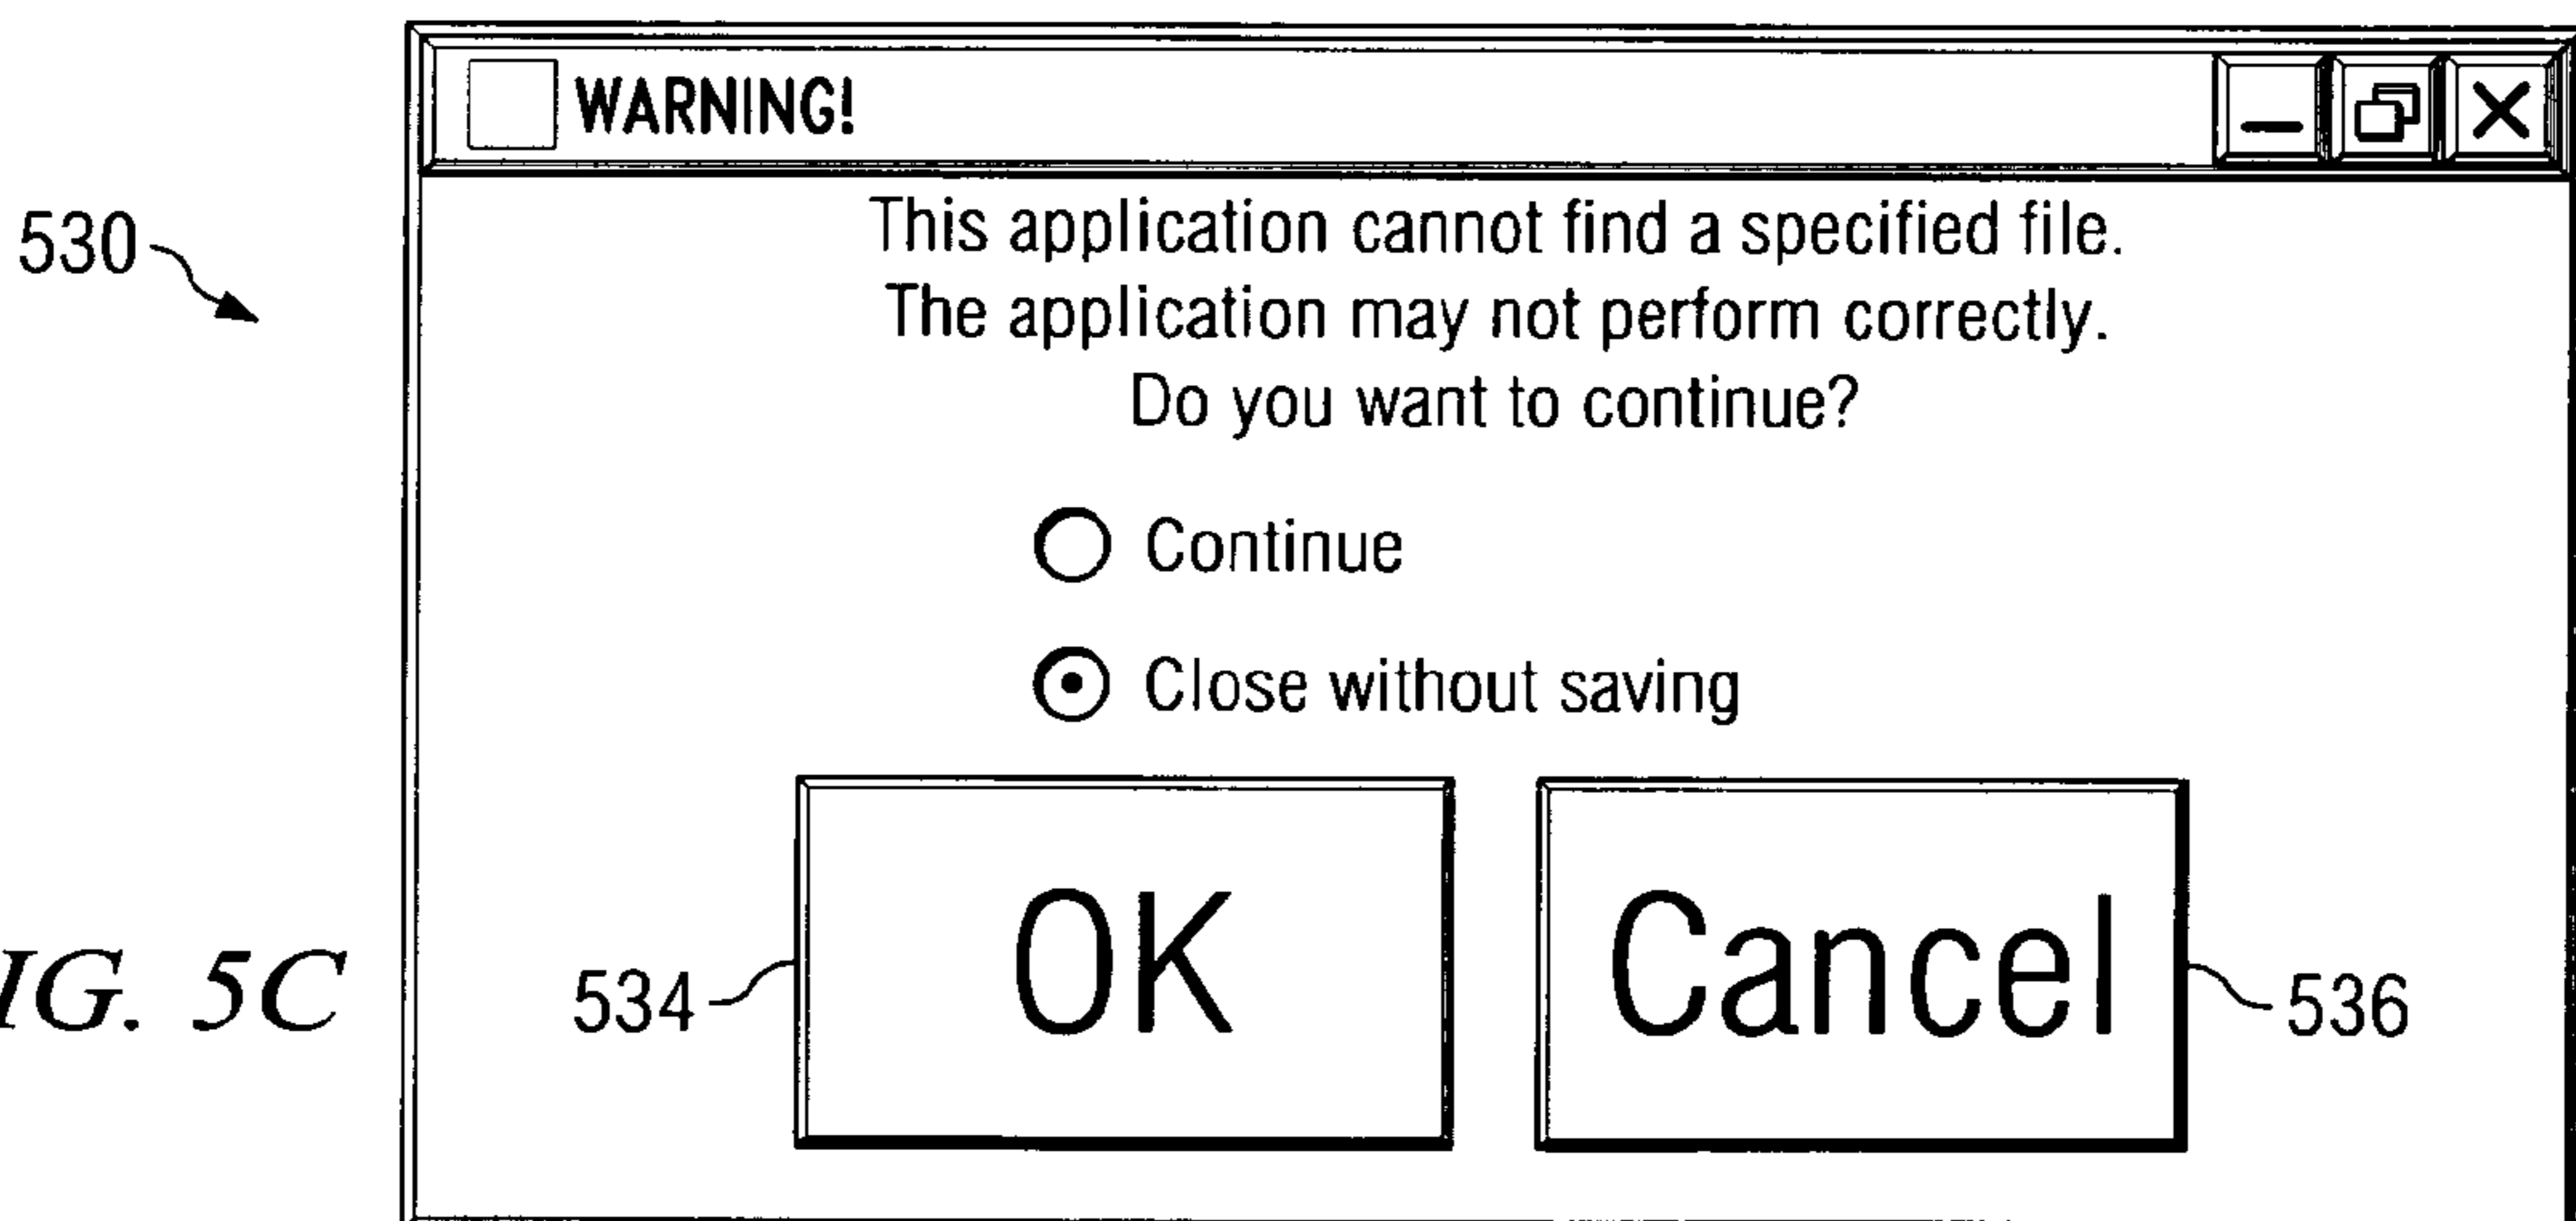 WARNING!
530
This application cannot find a specified file.
The application may not perform correctly.
Do you want to continue?
Continue
Close without saving
OK
Cancel
534
536
IG. 5C